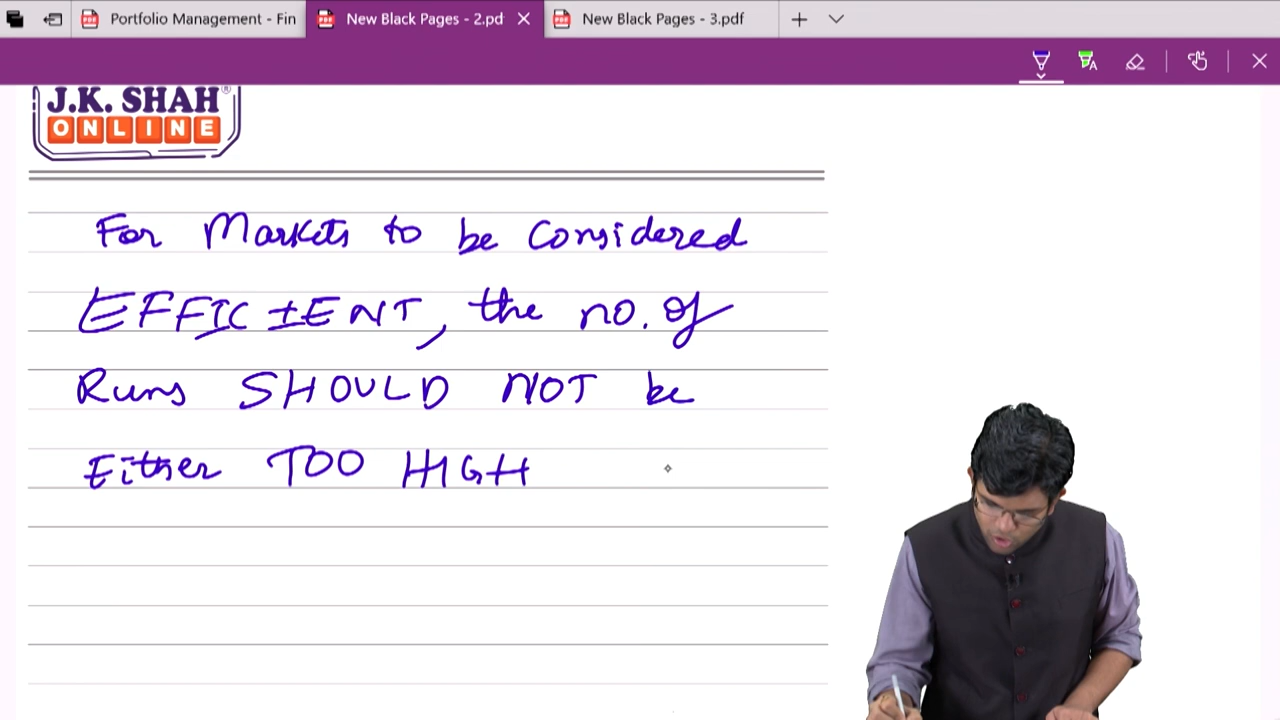 Portfolio Management - Fin
New Black Pages - 2.pd
New Black Pages - 3.pdf
J.K. SHAH®
ONLINE
For Markets to be Considered
EFFICIENT, the no. of
Runs SHOULD NOT be
Either TOO HIGH